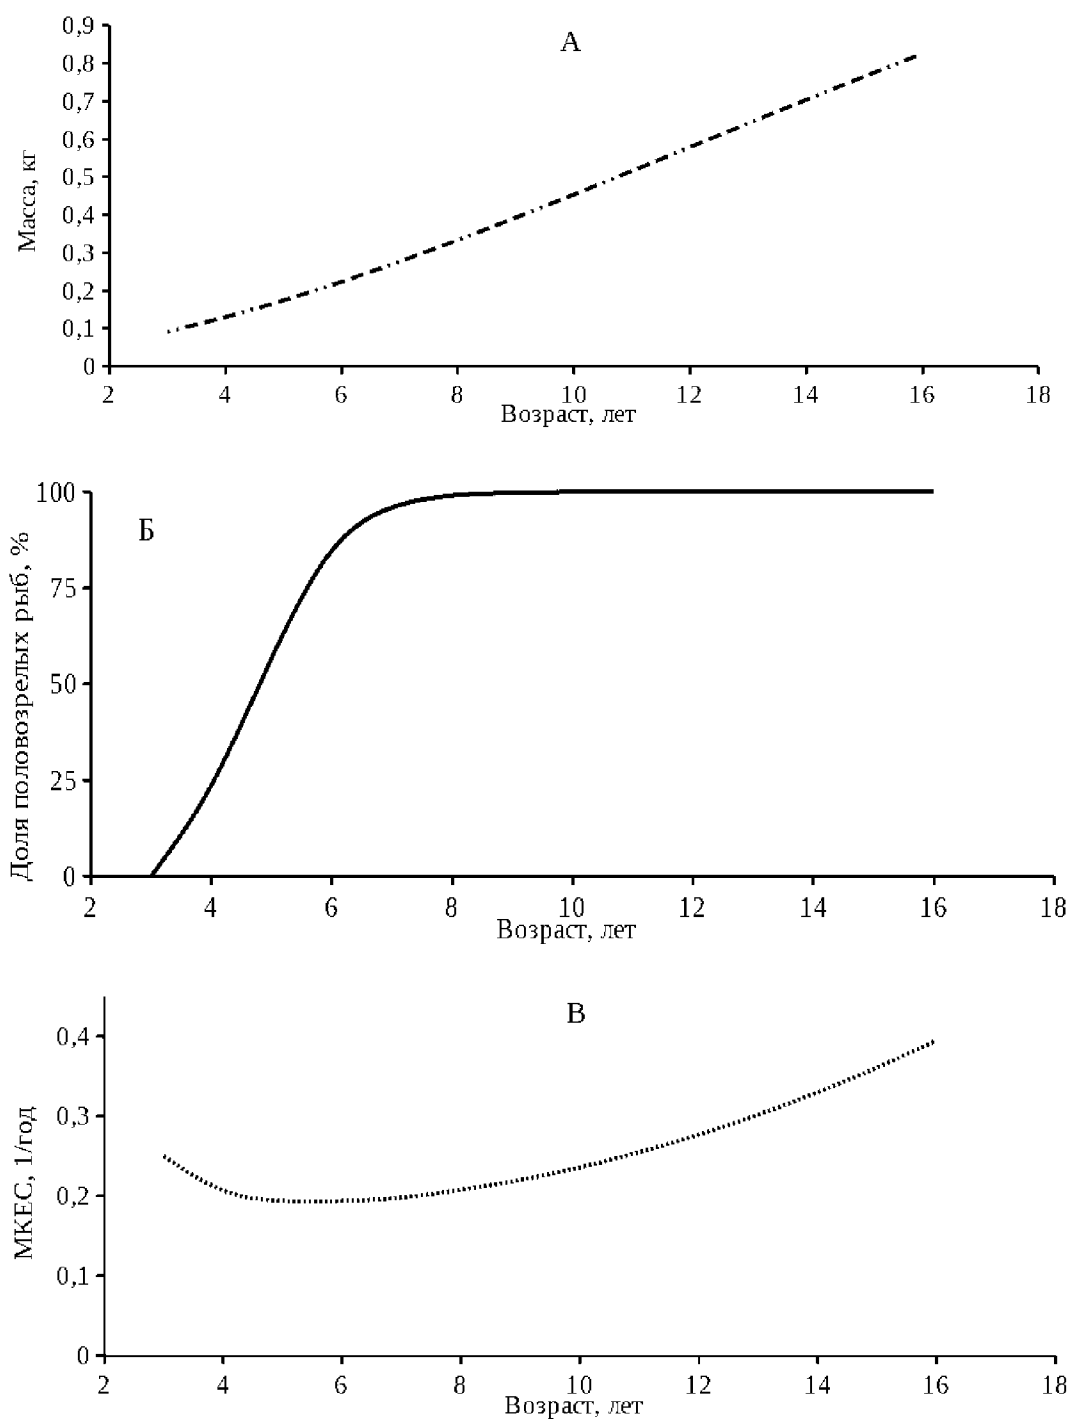 А
Масса, кг
0,9
0,8
0,7
0,6
0,5
0,4
0,3
0,2
0,1
0
2 4 6 8 10 12 14 16 18
Возраст, лет
Б
Доля половозрелых рыб, %
100
75
50
25
0
2 4 6 8 10 12 14 16 18
Возраст, лет
В
МКЕС, 1/год
0,4
0,3
0,2
0,1
0
2 4 6 8 10 12 14 16 18
Возраст, лет